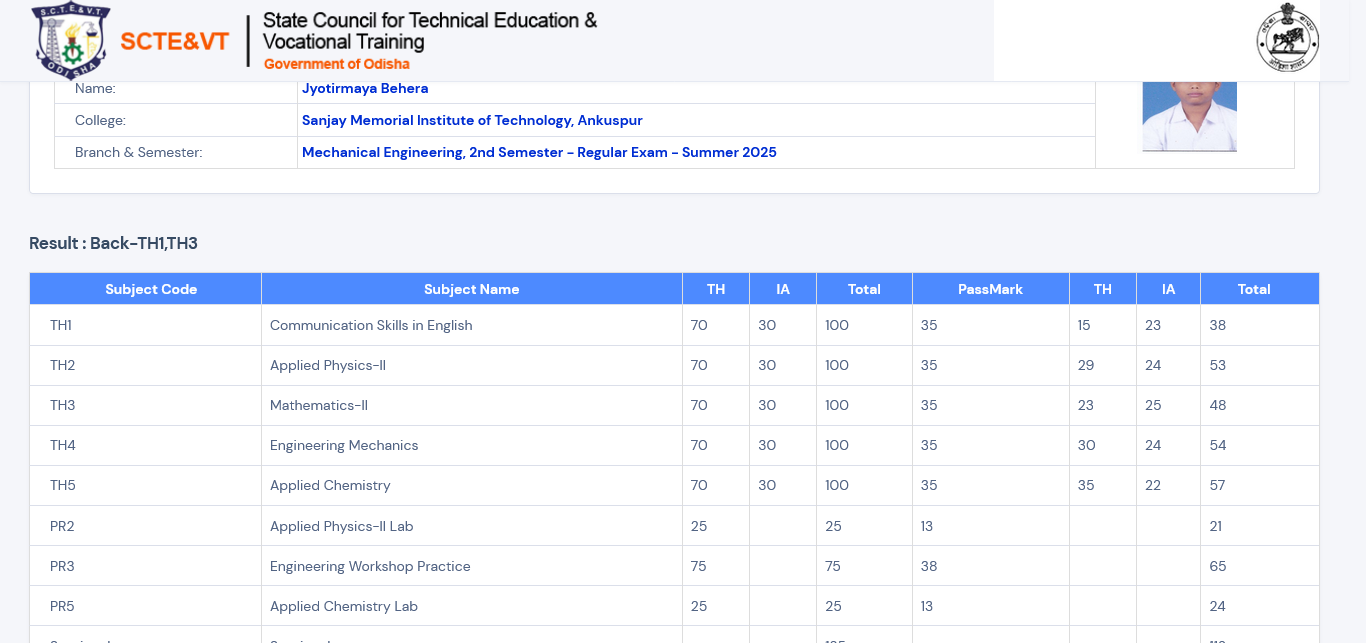 S.C.T.E.&V.T.
ODISHA
SCTE&VT
State Council for Technical Education &
Vocational Training
Government of Odisha
Name: Jyotirmaya Behera
College: Sanjay Memorial Institute of Technology, Ankuspur
Branch & Semester: Mechanical Engineering, 2nd Semester - Regular Exam - Summer 2025
Result : Back-TH1,TH3
Subject Code Subject Name TH IA Total PassMark TH IA Total
TH1 Communication Skills in English 70 30 100 35 15 23 38
TH2 Applied Physics-II 70 30 100 35 29 24 53
TH3 Mathematics-II 70 30 100 35 23 25 48
TH4 Engineering Mechanics 70 30 100 35 30 24 54
TH5 Applied Chemistry 70 30 100 35 35 22 57
PR2 Applied Physics-II Lab 25 25 13 21
PR3 Engineering Workshop Practice 75 75 38 65
PR5 Applied Chemistry Lab 25 25 13 24